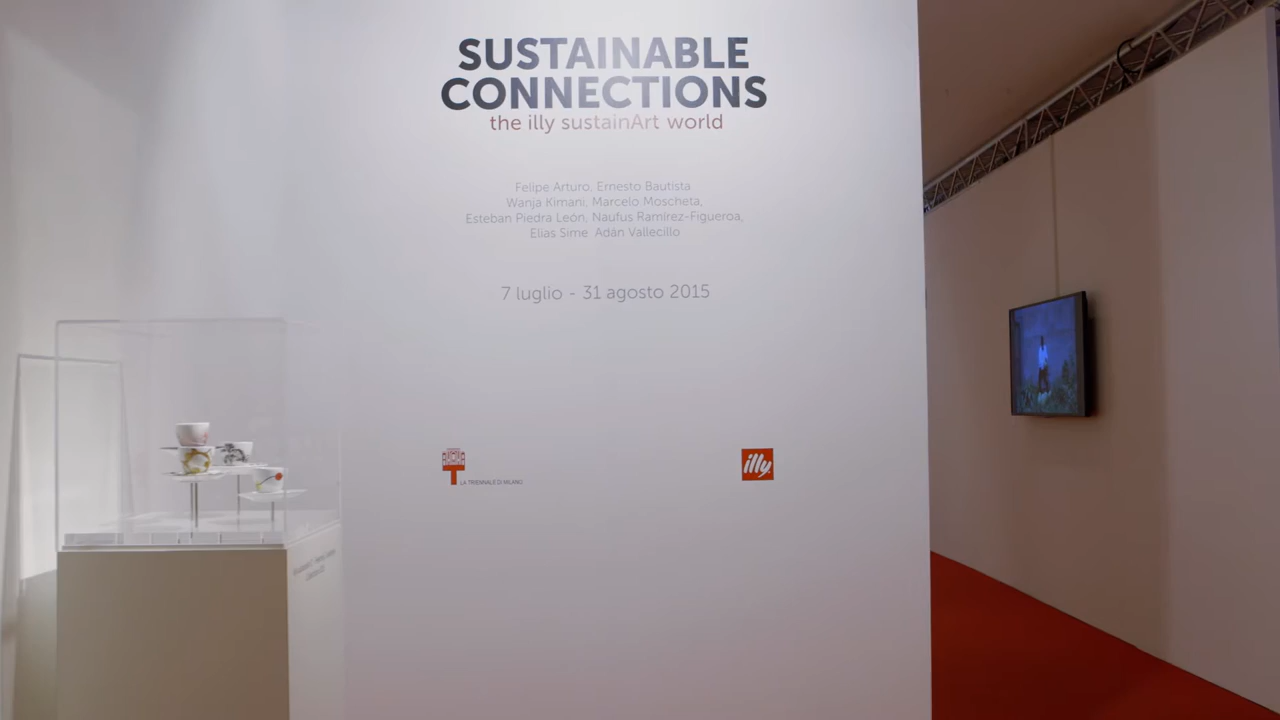 SUSTAINABLE
CONNECTIONS
the illy sustainArt world
Felipe Arturo, Ernesto Bautista
Wanja Kimani, Marcelo Moscheta,
Esteban Piedra León, Naufus Ramírez-Figueroa,
Elias Sime Adán Vallecillo
7 luglio - 31 agosto 2015
LA TRIENNALE DI MILANO
illy